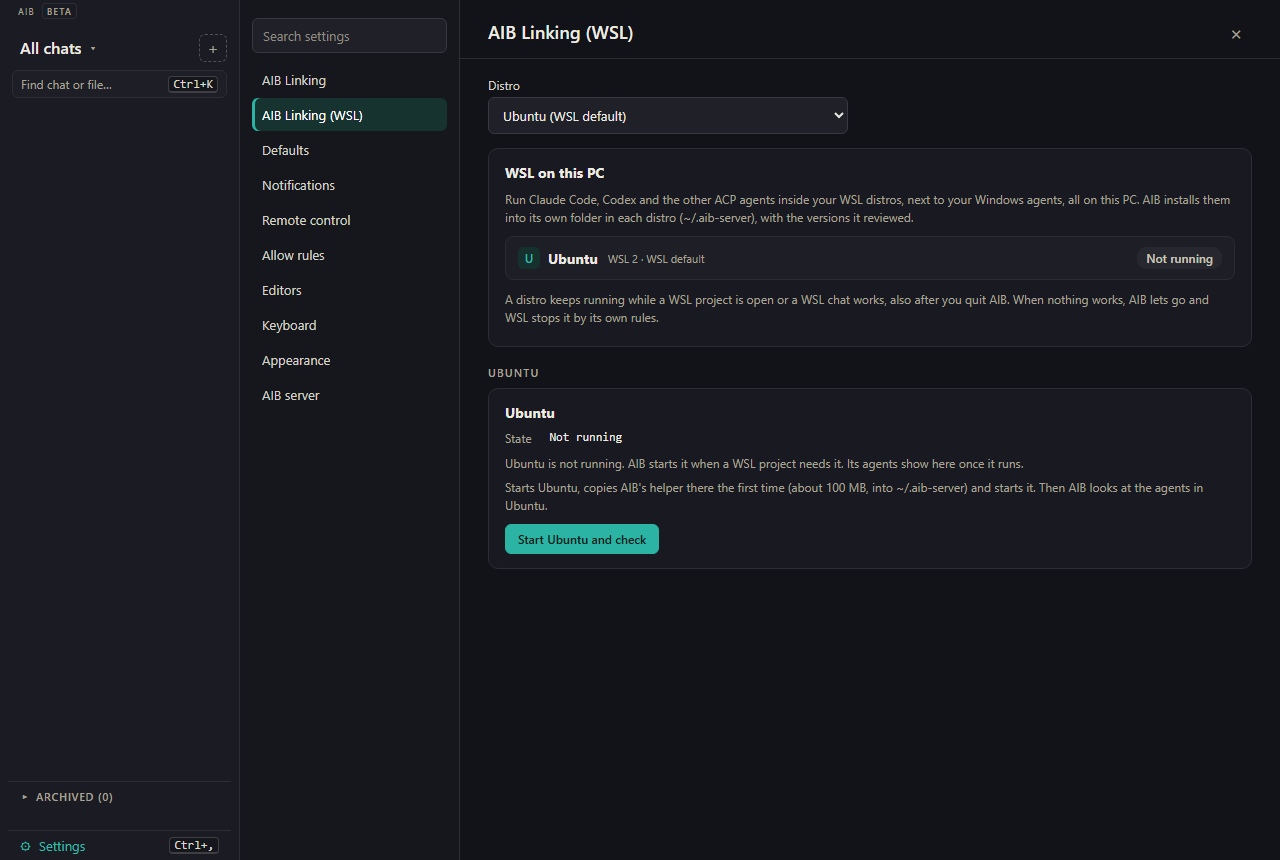 AIB BETA
All chats
+
Find chat or file... Ctrl+K
ARCHIVED (0)
Settings Ctrl+,
Search settings
AIB Linking
AIB Linking (WSL)
Defaults
Notifications
Remote control
Allow rules
Editors
Keyboard
Appearance
AIB server
AIB Linking (WSL)
Distro
Ubuntu (WSL default)
WSL on this PC
Run Claude Code, Codex and the other ACP agents inside your WSL distros, next to your Windows agents, all on this PC. AIB installs them
into its own folder in each distro (~/.aib-server), with the versions it reviewed.
U Ubuntu WSL 2 · WSL default Not running
A distro keeps running while a WSL project is open or a WSL chat works, also after you quit AIB. When nothing works, AIB lets go and
WSL stops it by its own rules.
UBUNTU
Ubuntu
State Not running
Ubuntu is not running. AIB starts it when a WSL project needs it. Its agents show here once it runs.
Starts Ubuntu, copies AIB's helper there the first time (about 100 MB, into ~/.aib-server) and starts it. Then AIB looks at the agents in
Ubuntu.
Start Ubuntu and check